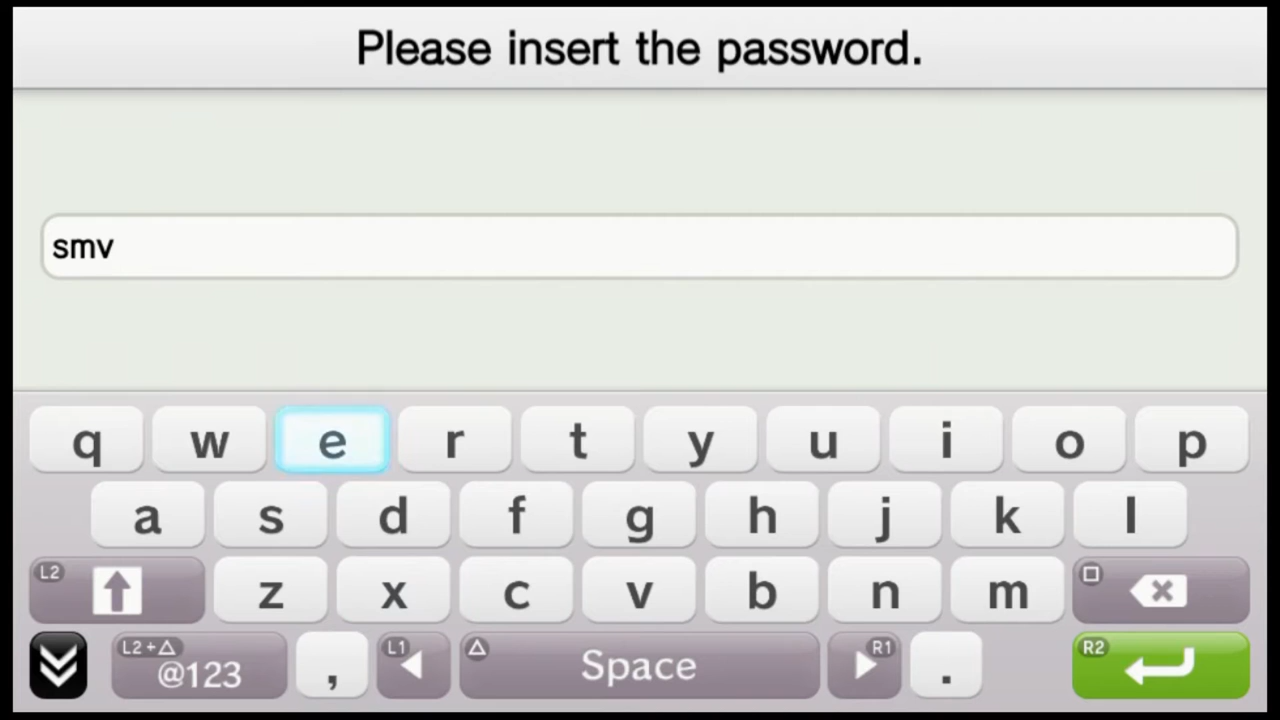 Please insert the password.
smv
q w e r t y u i o p
a s d f g h j k l
L2 z x c v b n m
L2+△ @123 , L1 △ Space R1 . R2